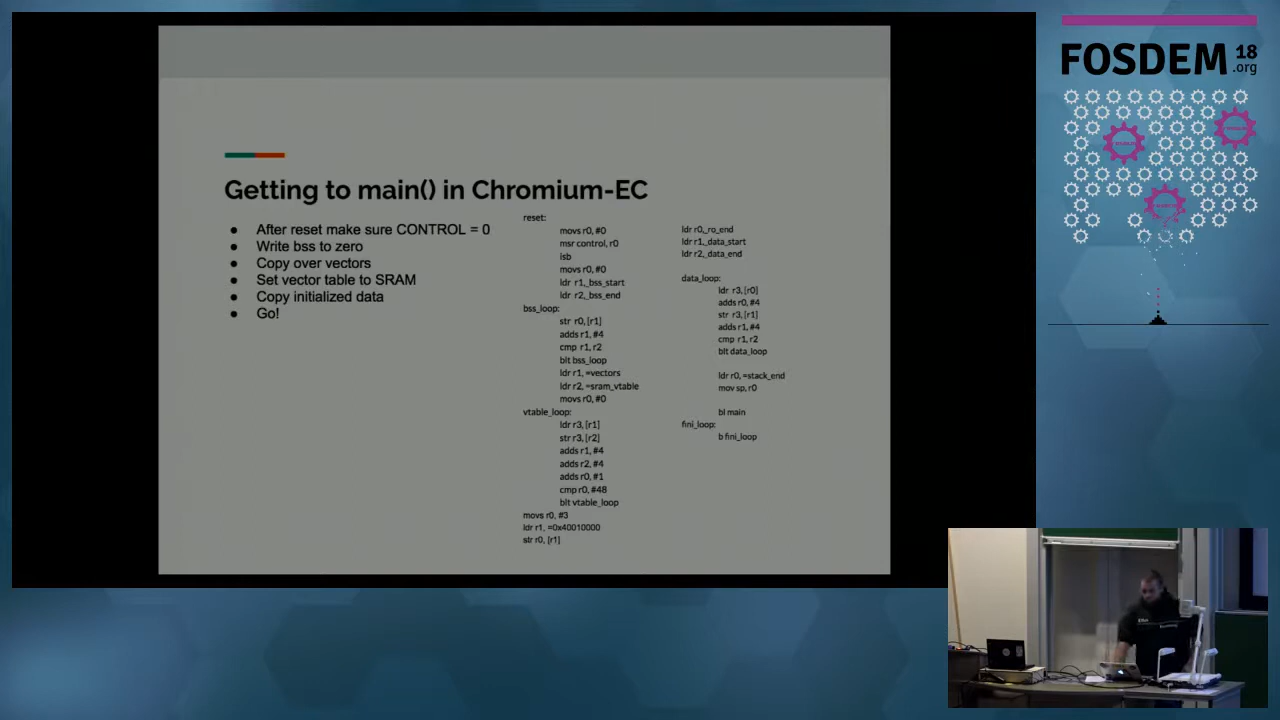 FOSDEM 18
.org
Getting to main() in Chromium-EC
● After reset make sure CONTROL = 0
● Write bss to zero
● Copy over vectors
● Set vector table to SRAM
● Copy initialized data
● Go!
reset:
movs r0, #0
msr control, r0
isb
movs r0, #0
ldr r1,_bss_start
ldr r2,_bss_end
bss_loop:
str r0, [r1]
adds r1, #4
cmp r1, r2
blt bss_loop
ldr r1, =vectors
ldr r2, =sram_vtable
movs r0, #0
vtable_loop:
ldr r3, [r1]
str r3, [r2]
adds r1, #4
adds r2, #4
adds r0, #1
cmp r0, #48
blt vtable_loop
movs r0, #3
ldr r1, =0x40010000
str r0, [r1]
ldr r0,_ro_end
ldr r1,_data_start
ldr r2,_data_end
data_loop:
ldr r3, [r0]
adds r0, #4
str r3, [r1]
adds r1, #4
cmp r1, r2
blt data_loop
ldr r0, =stack_end
mov sp, r0
bl main
fini_loop:
b fini_loop